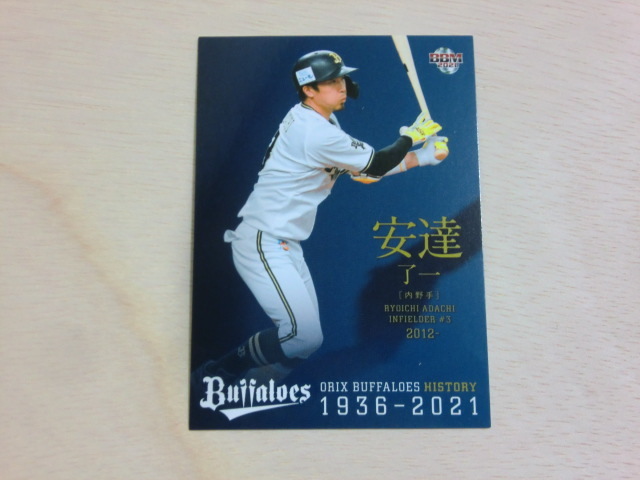 BBM
2021
安達
了一
[内野手]
RYOICHI ADACHI
INFIELDER #3
2012-
Buffaloes
ORIX BUFFALOES HISTORY
1936-2021